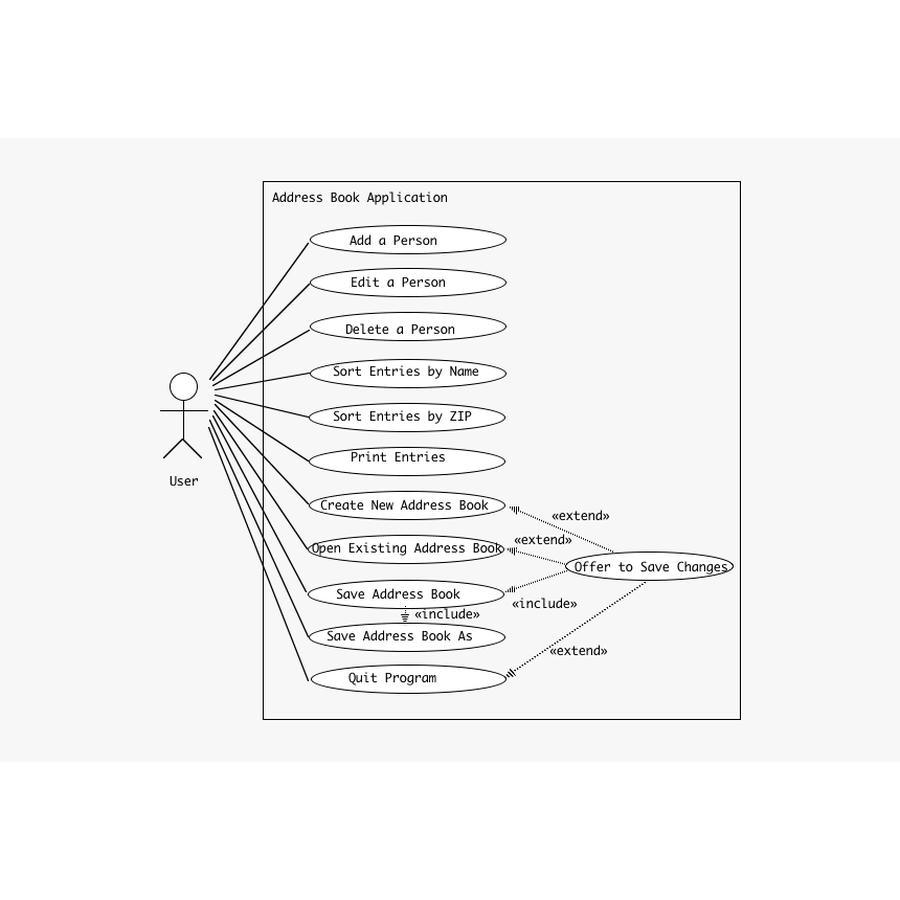 Address Book Application
Add a Person
Edit a Person
Delete a Person
Sort Entries by Name
Sort Entries by ZIP
Print Entries
User
Create New Address Book
«extend»
«extend»
Open Existing Address Book
Offer to Save Changes
Save Address Book
«include»
«include»
Save Address Book As
«extend»
Quit Program